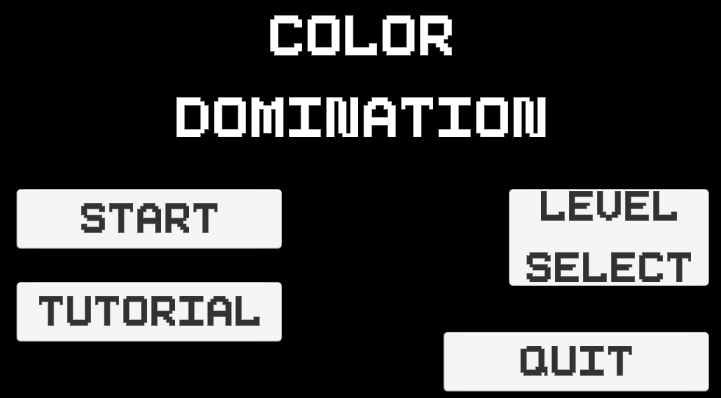 COLOR
DOMINATION
START
LEVEL
SELECT
TUTORIAL
QUIT